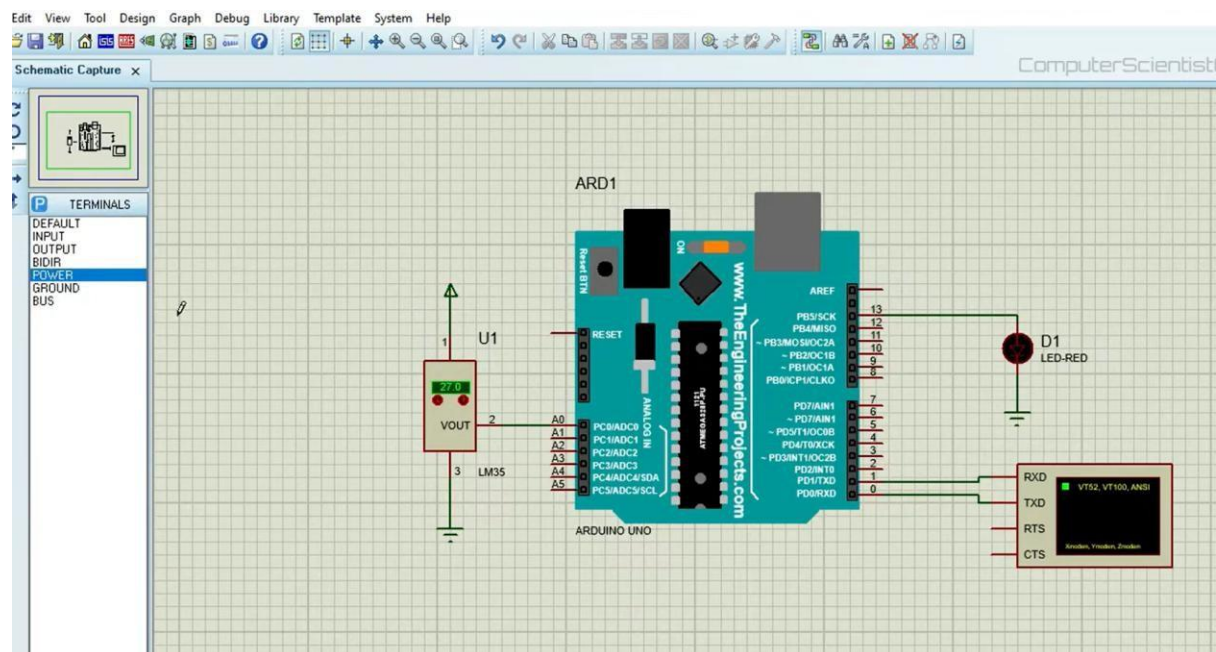 Edit View Tool Design Graph Debug Library Template System Help
ComputerScientist
Schematic Capture x
P TERMINALS
DEFAULT
INPUT
OUTPUT
BIDIR
POWER
GROUND
BUS
U1
1
27.0
VOUT
2
3
LM35
ARD1
Reset BTN
ON
www.TheEngineeringProjects.com
RESET
ANALOG IN
1121
ATMEGA328P-PU
A0 PC0/ADC0
A1 PC1/ADC1
A2 PC2/ADC2
A3 PC3/ADC3
A4 PC4/ADC4/SDA
A5 PC5/ADC5/SCL
AREF
PB5/SCK 13
PB4/MISO 12
~ PB3/MOSI/OC2A 11
~ PB2/OC1B 10
~ PB1/OC1A 9
PB0/ICP1/CLKO 8
PD7/AIN1 7
~ PD7/AIN1 6
~ PD5/T1/OC0B 5
PD4/T0/XCK 4
~ PD3/INT1/OC2B 3
PD2/INT0 2
PD1/TXD 1
PD0/RXD 0
ARDUINO UNO
D1
LED-RED
RXD
TXD
RTS
CTS
VT52, VT100, ANSI
Xmodem, Ymodem, Zmodem